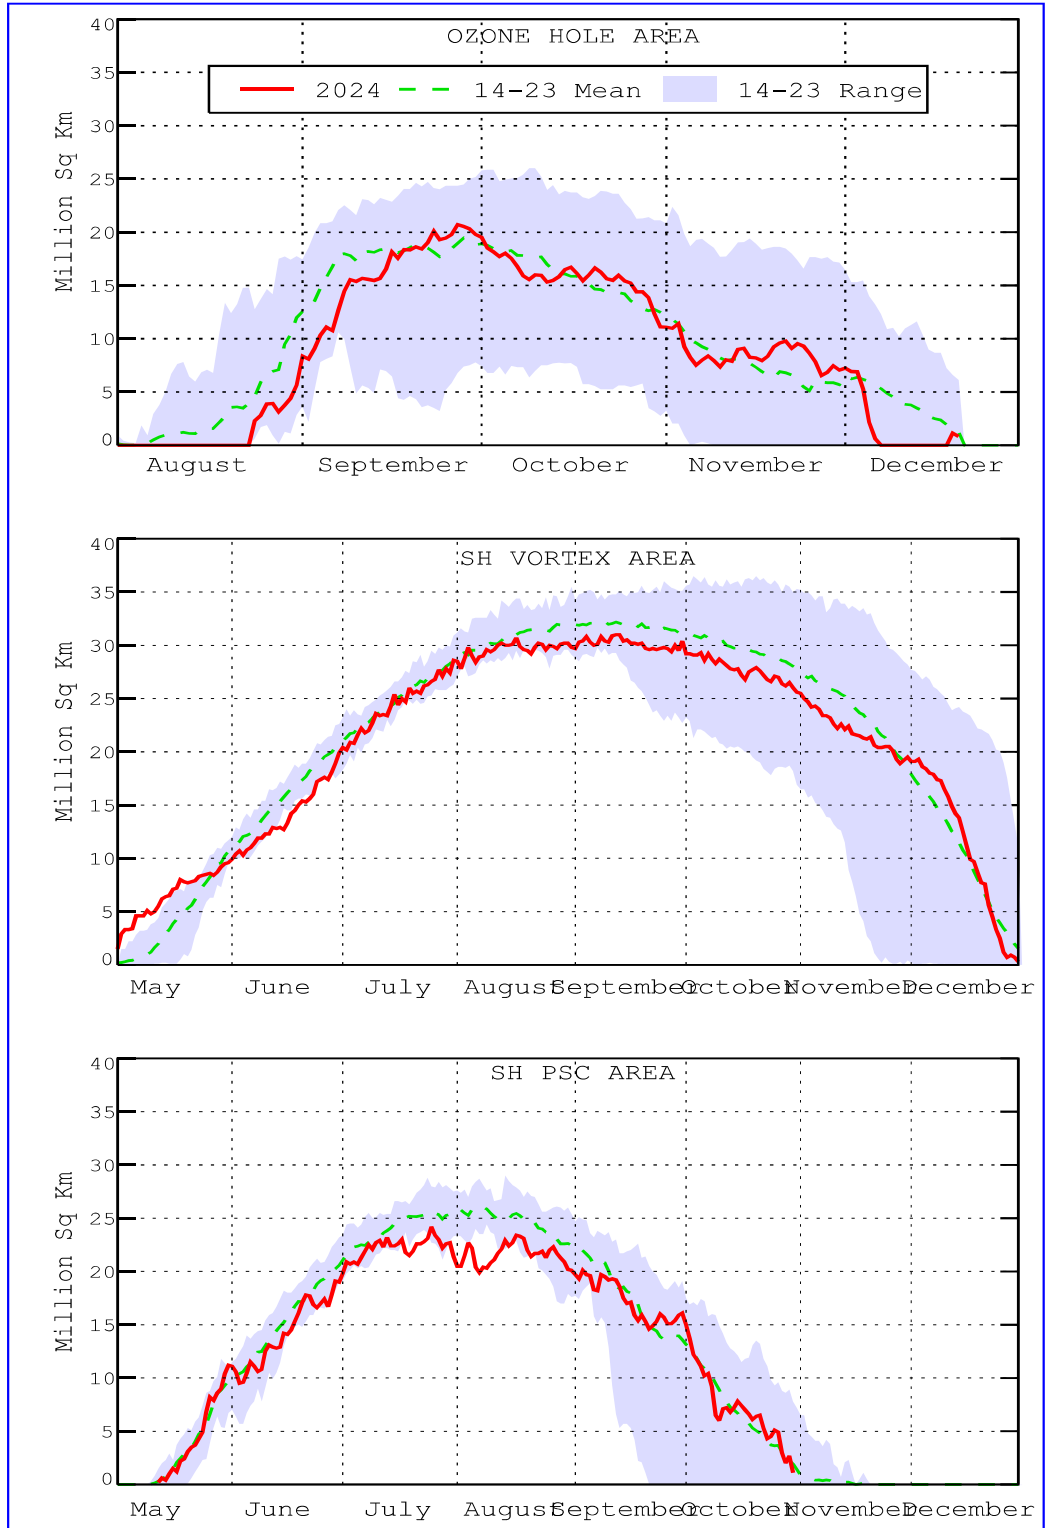 OZONE HOLE AREA
2024 14-23 Mean 14-23 Range
Million Sq Km
40
35
30
25
20
15
10
5
0
August September October November December
SH VORTEX AREA
Million Sq Km
40
35
30
25
20
15
10
5
0
May June July August September October November December
SH PSC AREA
Million Sq Km
40
35
30
25
20
15
10
5
0
May June July August September October November December